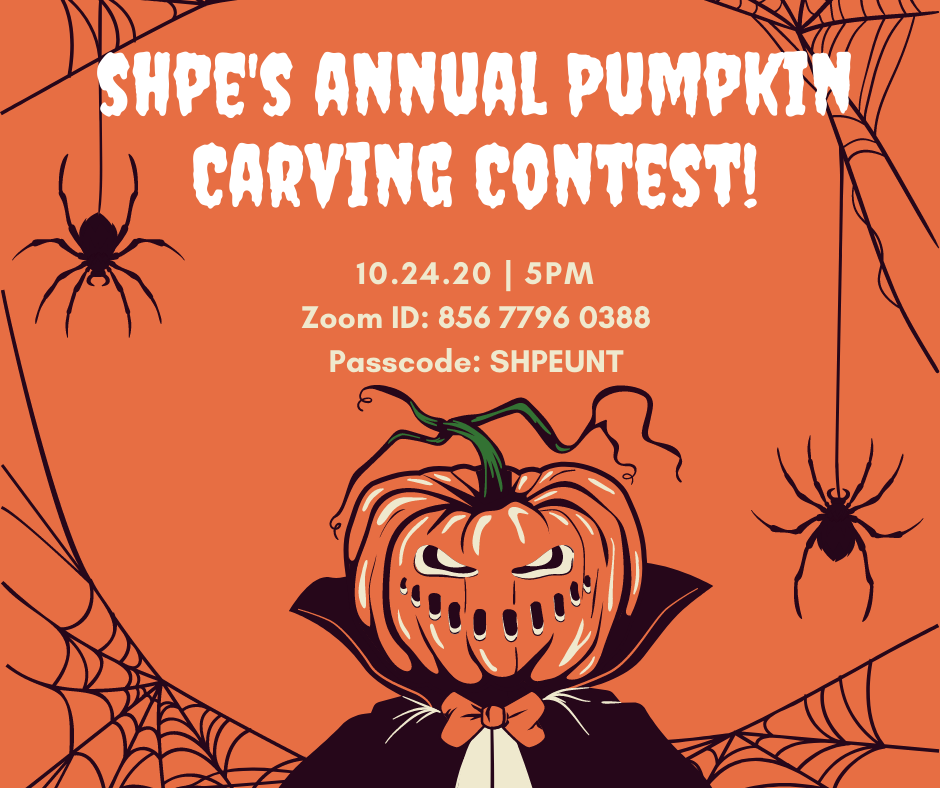 SHPE'S ANNUAL PUMPKIN
CARVING CONTEST!
10.24.20 | 5PM
Zoom ID: 856 7796 0388
Passcode: SHPEUNT